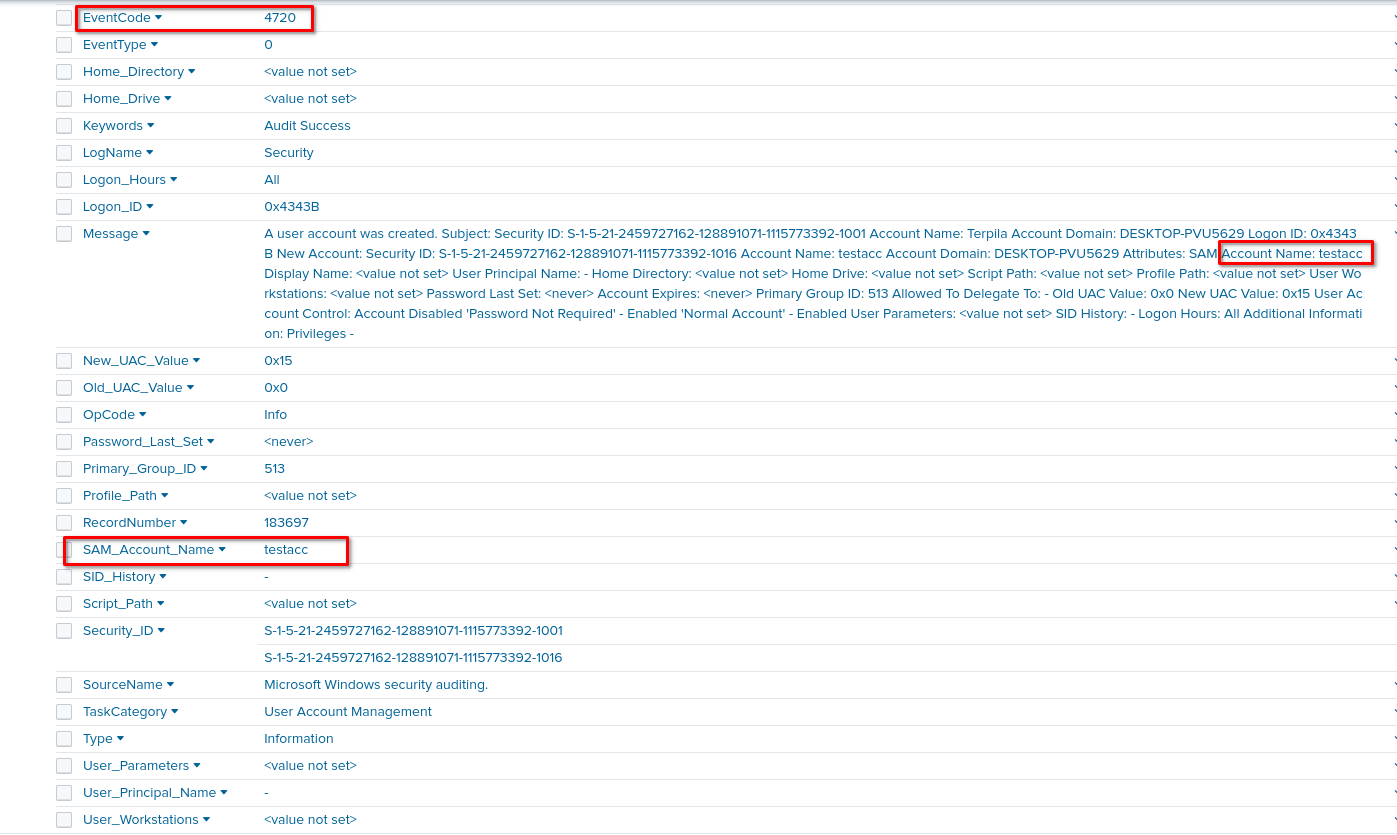 EventCode 4720
EventType 0
Home_Directory <value not set>
Home_Drive <value not set>
Keywords Audit Success
LogName Security
Logon_Hours All
Logon_ID 0x4343B
Message A user account was created. Subject: Security ID: S-1-5-21-2459727162-128891071-1115773392-1001 Account Name: Terpila Account Domain: DESKTOP-PVU5629 Logon ID: 0x4343
B New Account: Security ID: S-1-5-21-2459727162-128891071-1115773392-1016 Account Name: testacc Account Domain: DESKTOP-PVU5629 Attributes: SAM Account Name: testacc
Display Name: <value not set> User Principal Name: - Home Directory: <value not set> Home Drive: <value not set> Script Path: <value not set> Profile Path: <value not set> User Wo
rkstations: <value not set> Password Last Set: <never> Account Expires: <never> Primary Group ID: 513 Allowed To Delegate To: - Old UAC Value: 0x0 New UAC Value: 0x15 User Ac
count Control: Account Disabled 'Password Not Required' - Enabled 'Normal Account' - Enabled User Parameters: <value not set> SID History: - Logon Hours: All Additional Informati
on: Privileges -
New_UAC_Value 0x15
Old_UAC_Value 0x0
OpCode Info
Password_Last_Set <never>
Primary_Group_ID 513
Profile_Path <value not set>
RecordNumber 183697
SAM_Account_Name testacc
SID_History -
Script_Path <value not set>
Security_ID S-1-5-21-2459727162-128891071-1115773392-1001
S-1-5-21-2459727162-128891071-1115773392-1016
SourceName Microsoft Windows security auditing.
TaskCategory User Account Management
Type Information
User_Parameters <value not set>
User_Principal_Name -
User_Workstations <value not set>